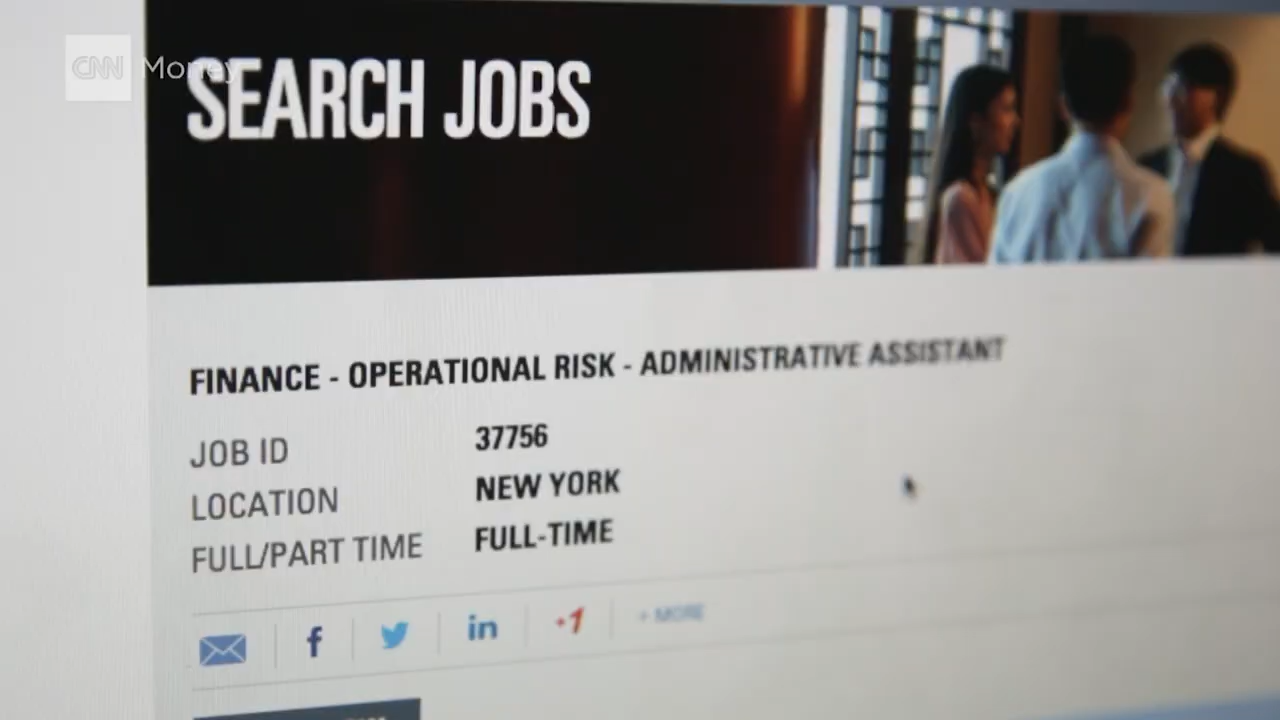 CNN Money
SEARCH JOBS
FINANCE - OPERATIONAL RISK - ADMINISTRATIVE ASSISTANT
JOB ID 37756
LOCATION NEW YORK
FULL/PART TIME FULL-TIME
f in +1 + MORE